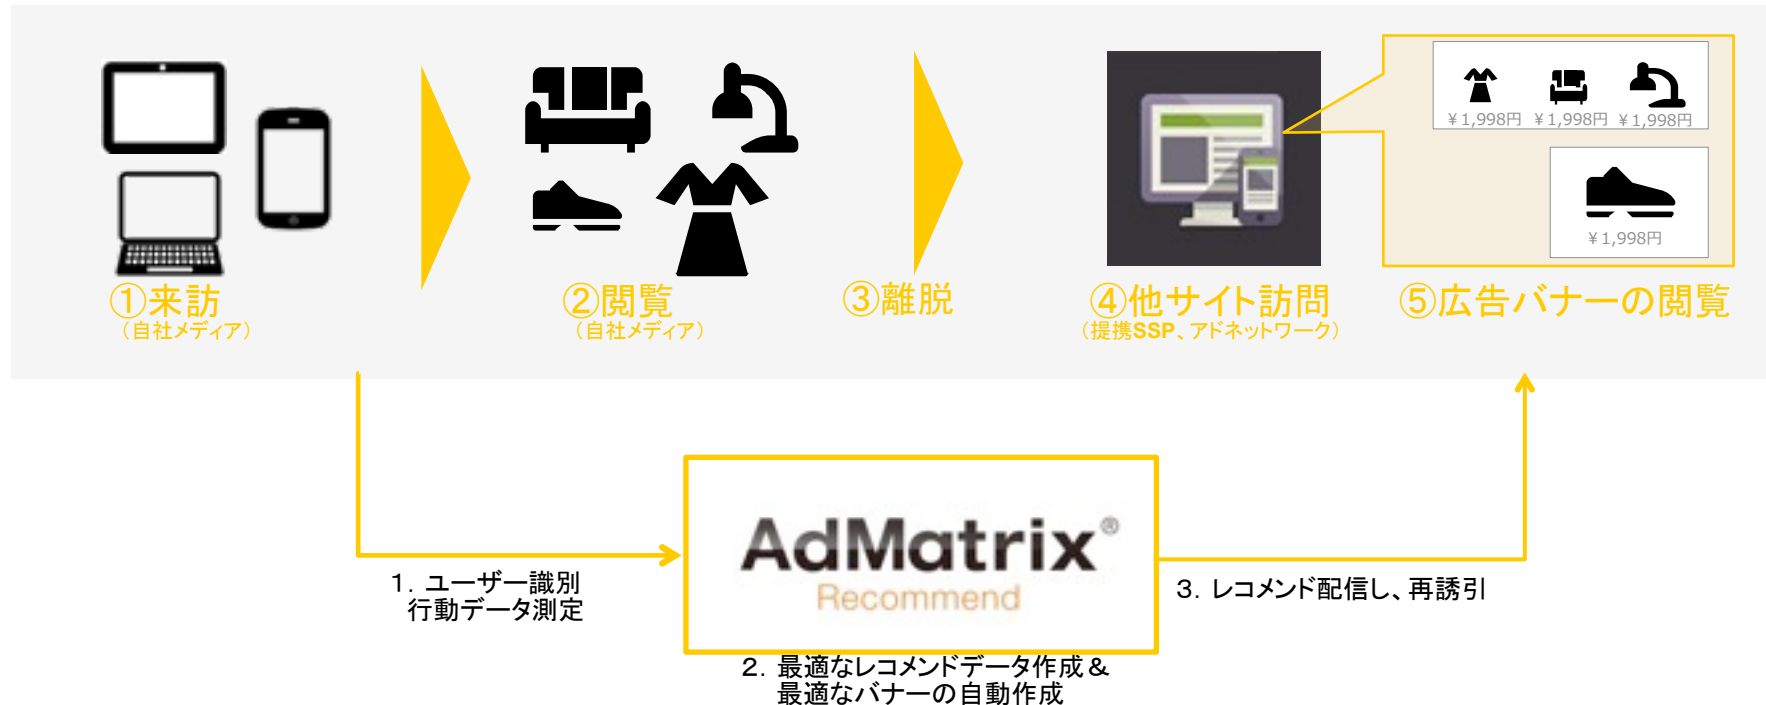 ¥1,998円 ¥1,998円 ¥1,998円
¥1,998円
①来訪
（自社メディア）
②閲覧
（自社メディア）
③離脱
④他サイト訪問
（提携SSP、アドネットワーク）
⑤広告バナーの閲覧
1．ユーザー識別
行動データ測定
AdMatrix®
Recommend
2．最適なレコメンドデータ作成＆
最適なバナーの自動作成
3．レコメンド配信し、再誘引